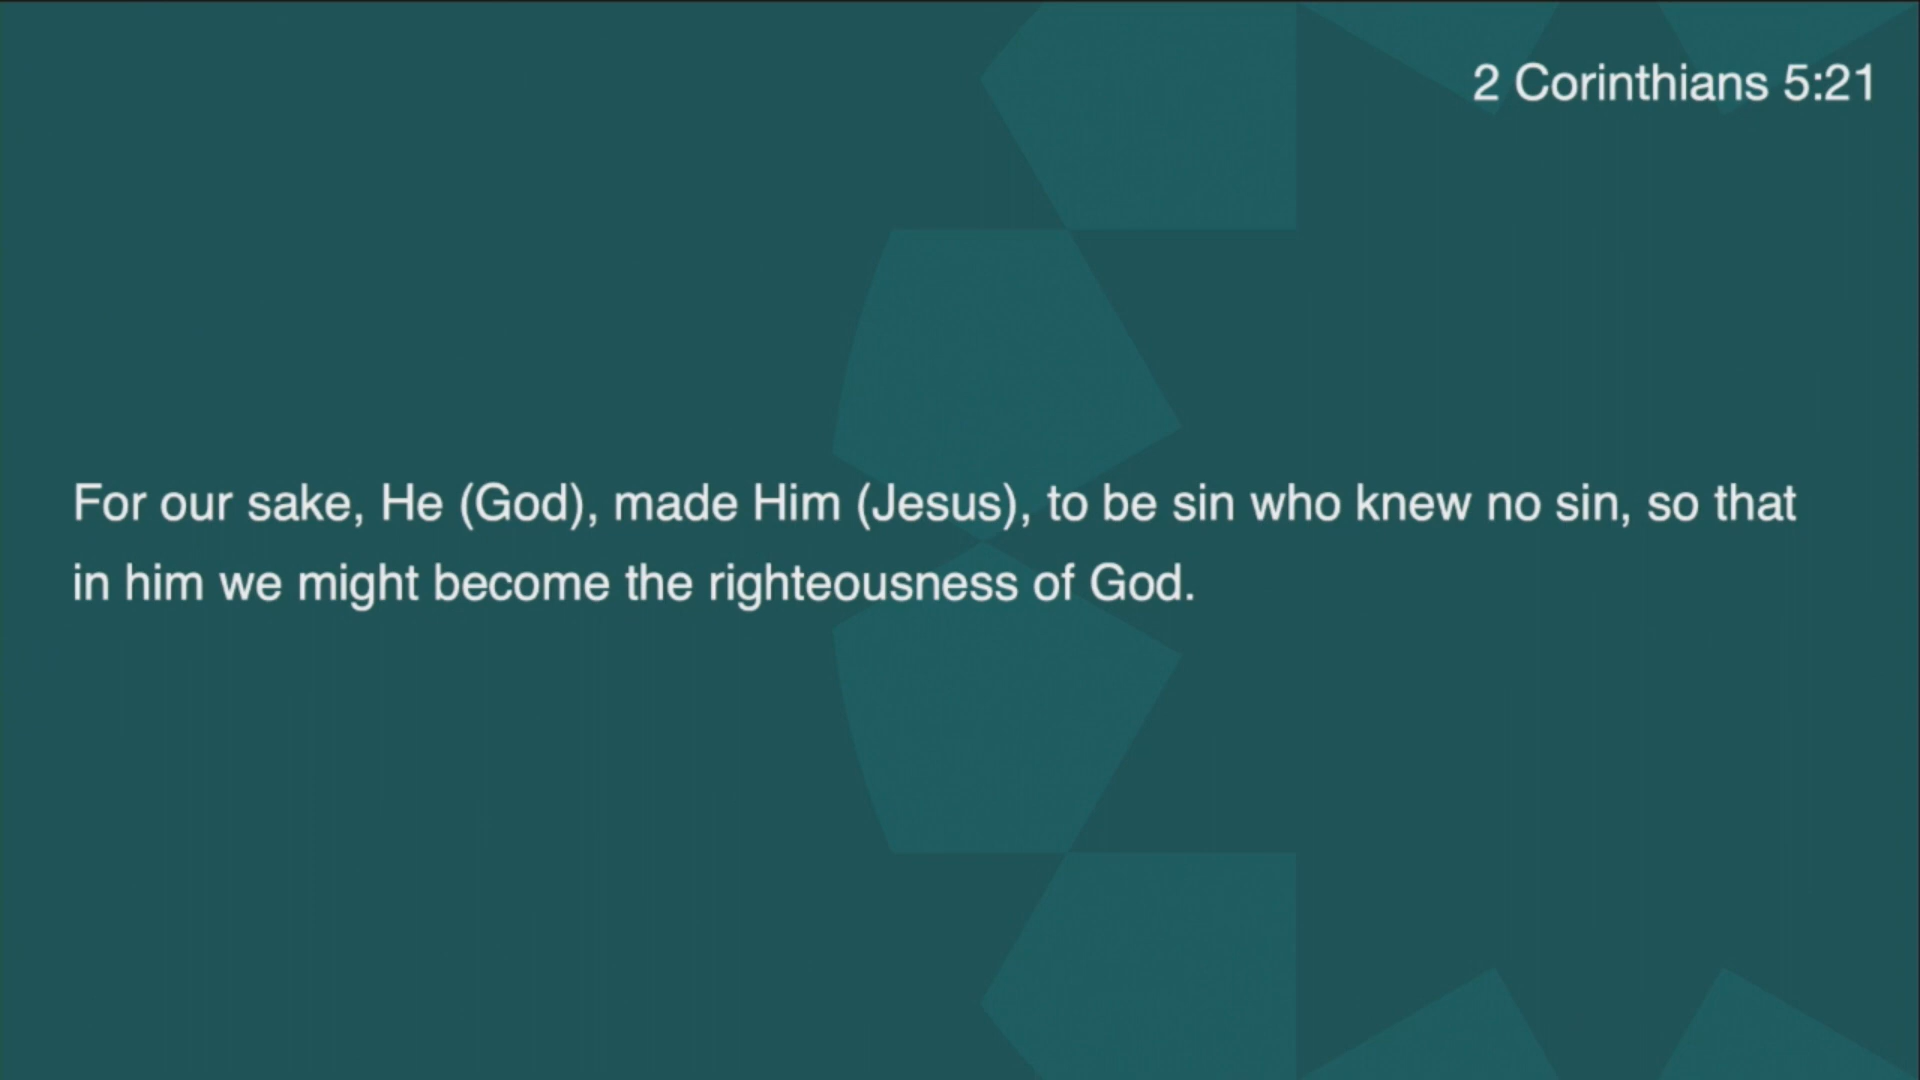 2 Corinthians 5:21
For our sake, He (God), made Him (Jesus), to be sin who knew no sin, so that
in him we might become the righteousness of God.